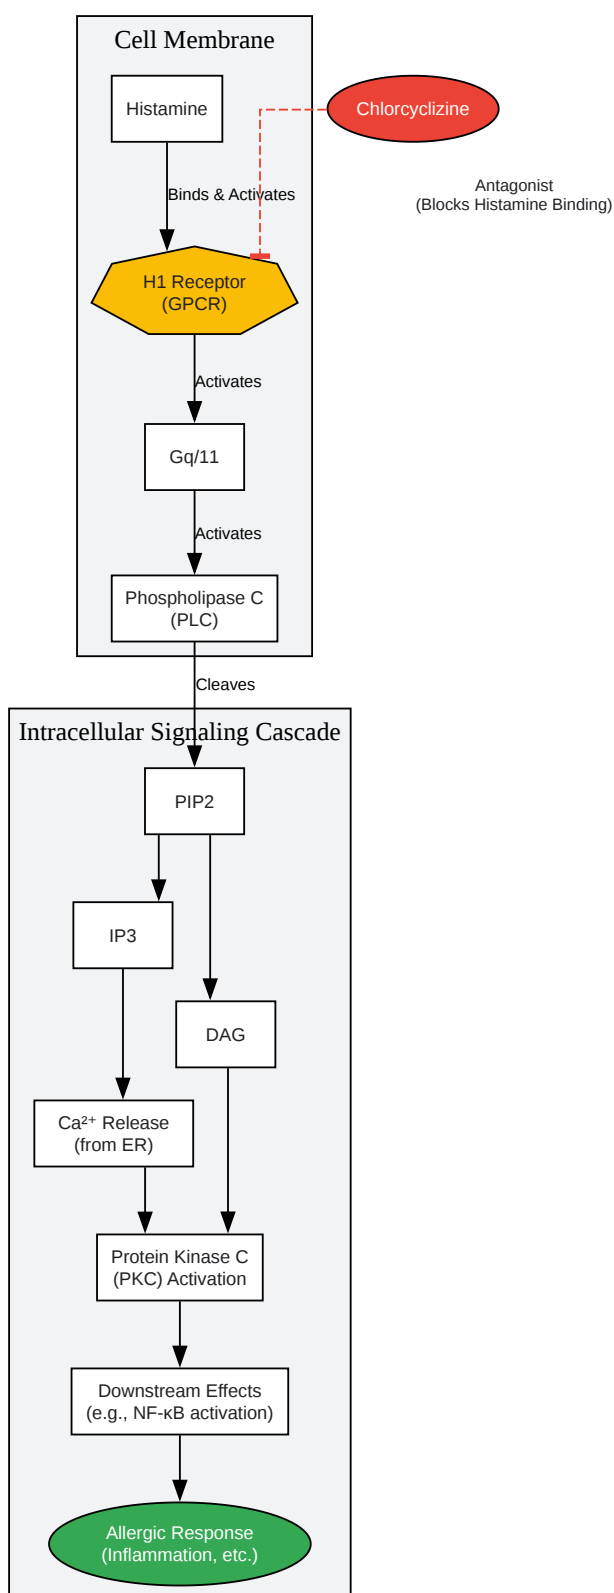 Cell Membrane
Histamine
Chlorcyclizine
Binds & Activates
Antagonist
(Blocks Histamine Binding)
H1 Receptor
(GPCR)
Activates
Gq/11
Activates
Phospholipase C
(PLC)
Cleaves
Intracellular Signaling Cascade
PIP2
IP3
DAG
Ca²⁺ Release
(from ER)
Protein Kinase C
(PKC) Activation
Downstream Effects
(e.g., NF-κB activation)
Allergic Response
(Inflammation, etc.)